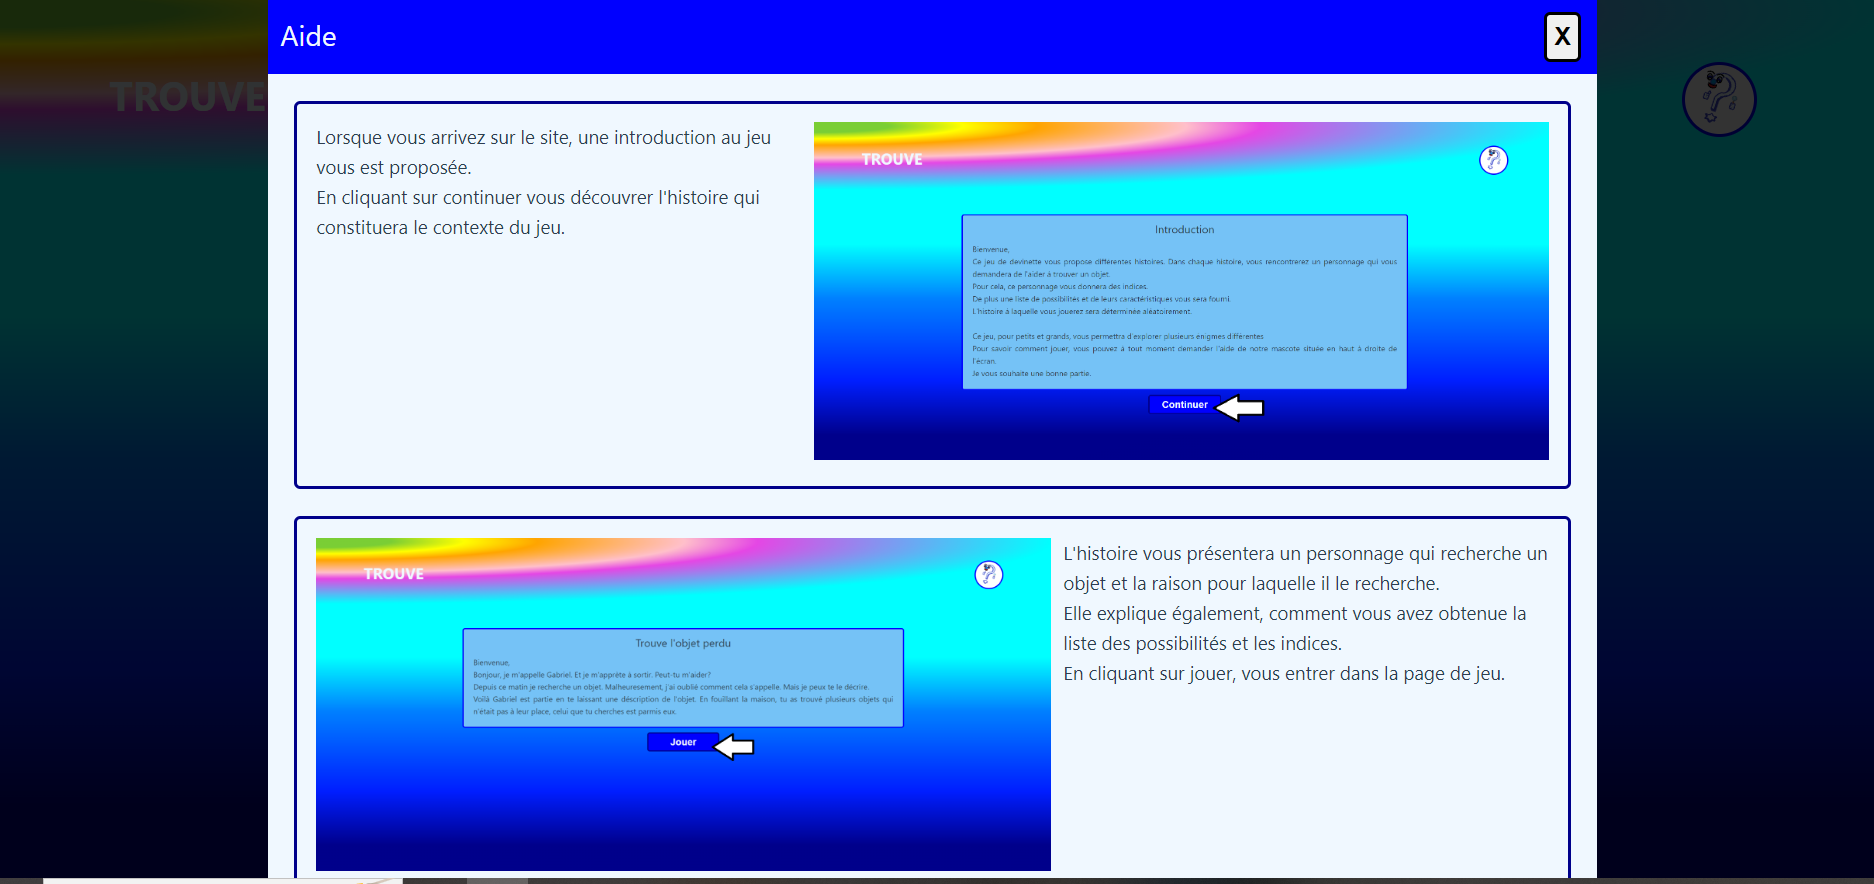 Aide
X
TROUVE
Lorsque vous arrivez sur le site, une introduction au jeu
vous est proposée.
En cliquant sur continuer vous découvrer l'histoire qui
constituera le contexte du jeu.
TROUVE
Introduction
Bienvenue,
Ce jeu de devinette vous propose différentes histoires. Dans chaque histoire, vous rencontrerez un personnage qui vous
demandera de l'aider à trouver un objet.
Pour cela, ce personnage vous donnera des indices.
De plus une liste de possibilités et de leurs caractéristiques vous sera fourni.
L'histoire à laquelle vous jouerez sera déterminée aléatoirement.
Ce jeu, pour petits et grands, vous permettra d'explorer plusieurs énigmes différentes
Pour savoir comment jouer, vous pouvez à tout moment demander l'aide de notre mascote située en haut à droite de
l'écran.
Je vous souhaite une bonne partie.
Continuer
TROUVE
Trouve l'objet perdu
Bienvenue,
Bonjour, je m'appelle Gabriel. Et je m'apprête à sortir. Peut-tu m'aider?
Depuis ce matin je recherche un objet. Malheuresement, j'ai oublié comment cela s'appelle. Mais je peux te le décrire.
Voilà Gabriel est partie en te laissant une déscription de l'objet. En fouillant la maison, tu as trouvé plusieurs objets qui
n'était pas à leur place, celui que tu cherches est parmis eux.
Jouer
L'histoire vous présentera un personnage qui recherche un
objet et la raison pour laquelle il le recherche.
Elle explique également, comment vous avez obtenue la
liste des possibilités et les indices.
En cliquant sur jouer, vous entrer dans la page de jeu.